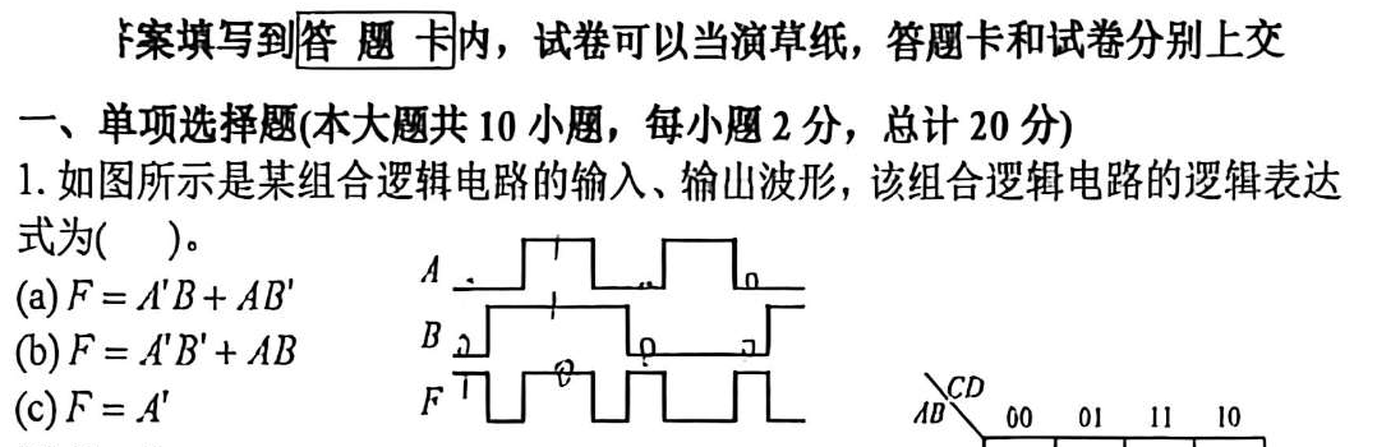 答案填写到答 题 卡内，试卷可以当演草纸，答题卡和试卷分别上交
一、单项选择题(本大题共 10 小题，每小题 2 分，总计 20 分)
1. 如图所示是某组合逻辑电路的输入、输出波形，该组合逻辑电路的逻辑表达
式为( )。
(a) F = A'B + AB'
(b) F = A'B' + AB
(c) F = A'
A
B
F
CD
AB
00 01 11 10